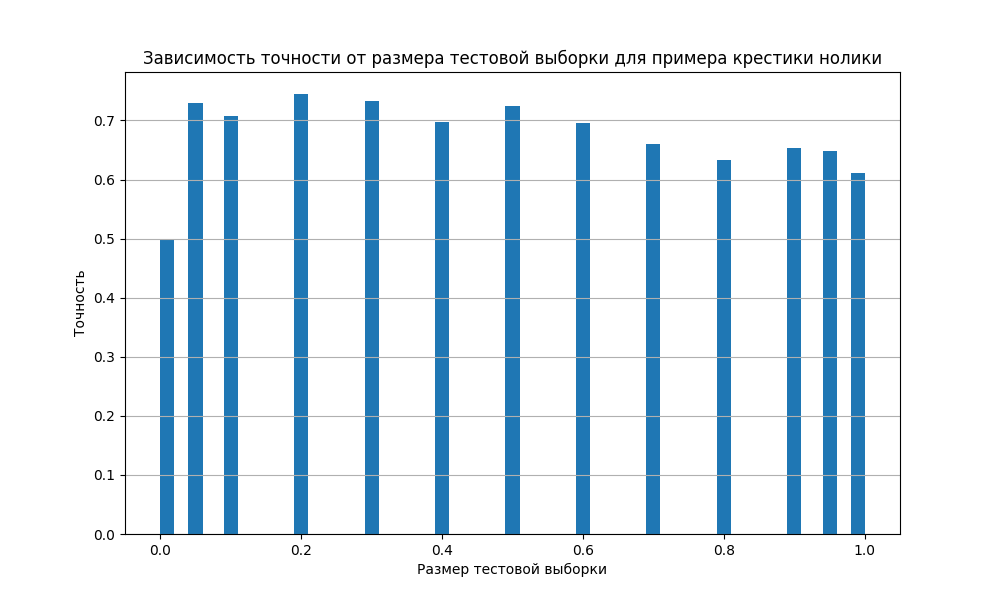 Зависимость точности от размера тестовой выборки для примера крестики нолики
Точность
0.7
0.6
0.5
0.4
0.3
0.2
0.1
0.0
0.0 0.2 0.4 0.6 0.8 1.0
Размер тестовой выборки